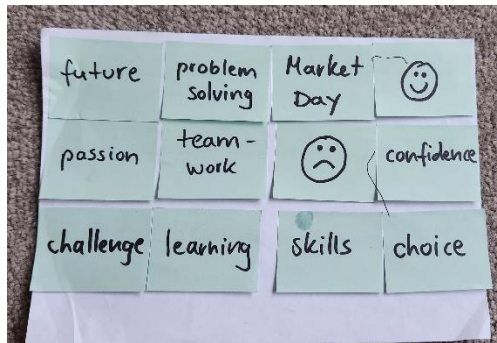 future
problem
solving
Market
Day
passion
team-
work
confidence
challenge
learning
skills
choice